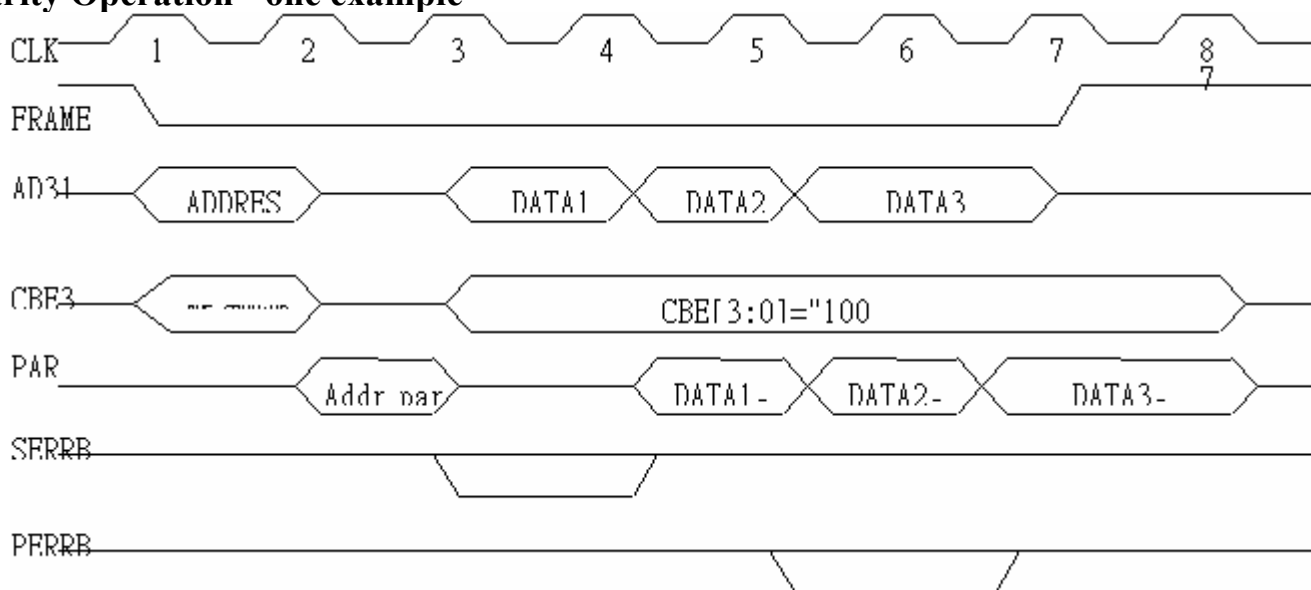 arity Operation - one example
CLK 1 2 3 4 5 6 7 8
7
FRAME
AD31 ADDRES DATA1 DATA2 DATA3
CBE3 CBE[3:0]="100
PAR Addr par DATA1- DATA2- DATA3-
SERRB
PERRB